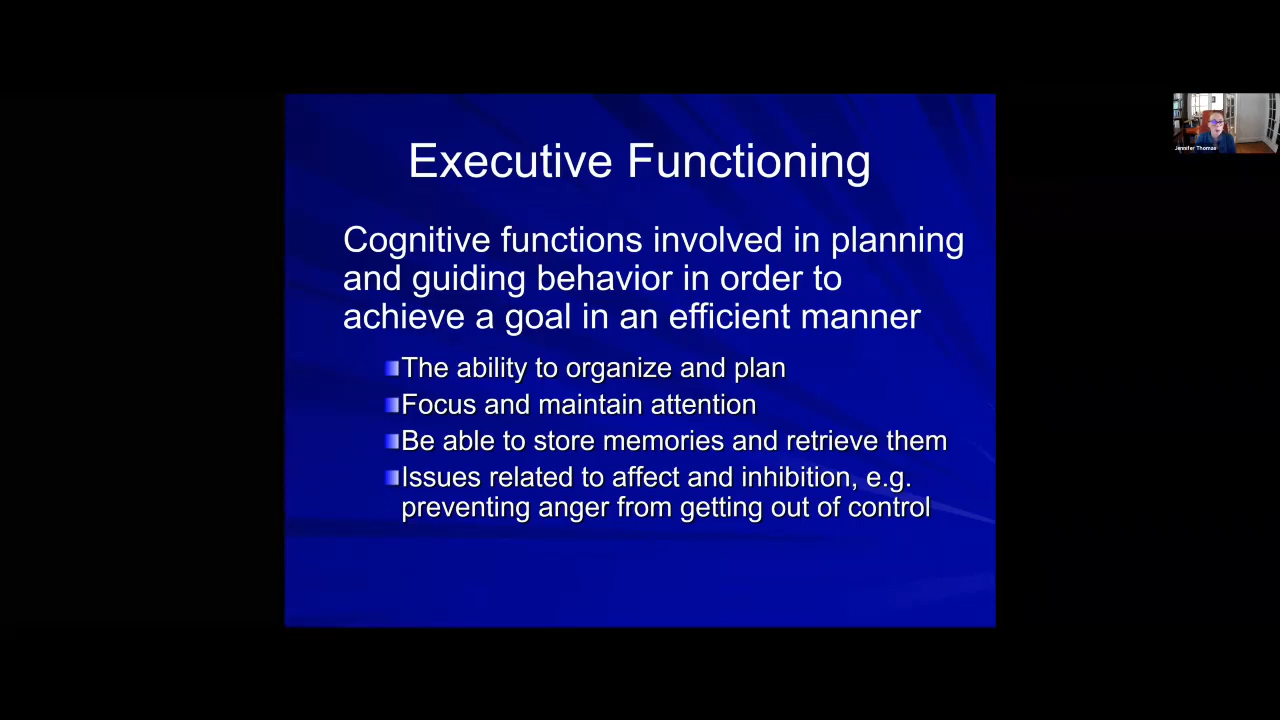 Executive Functioning
Cognitive functions involved in planning
and guiding behavior in order to
achieve a goal in an efficient manner
The ability to organize and plan
Focus and maintain attention
Be able to store memories and retrieve them
Issues related to affect and inhibition, e.g.
preventing anger from getting out of control
Jennifer Thomas